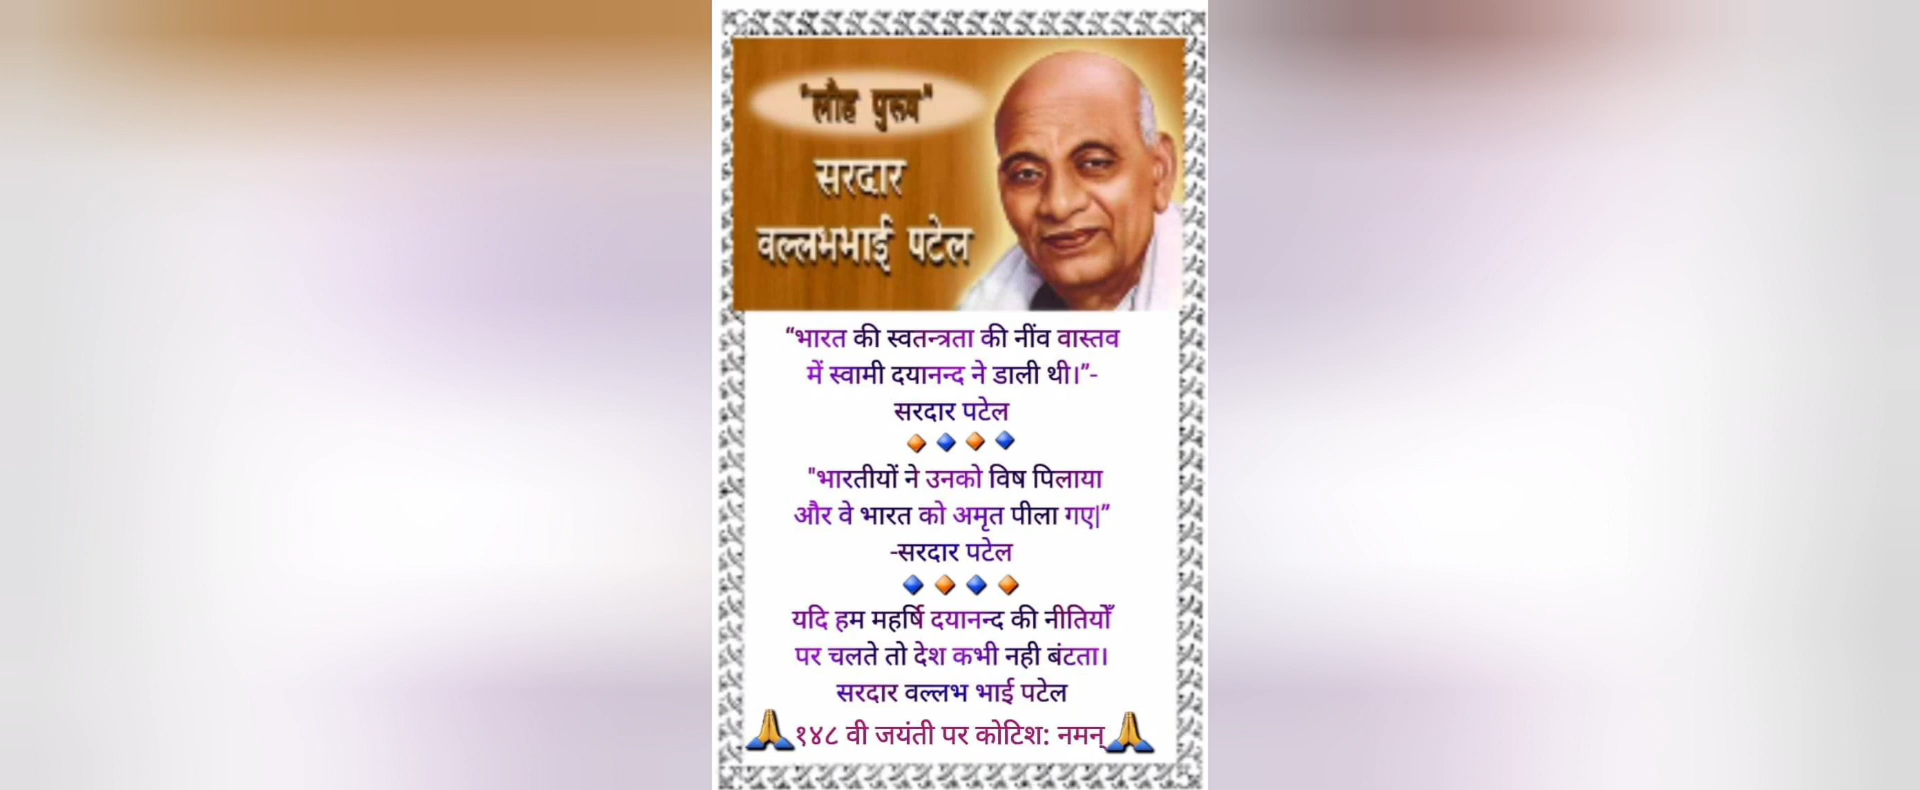 "लौह पुरूष"
सरदार
वल्लभभाई पटेल
“भारत की स्वतन्त्रता की नींव वास्तव
में स्वामी दयानन्द ने डाली थी।”-
सरदार पटेल
"भारतीयों ने उनको विष पिलाया
और वे भारत को अमृत पीला गए|”
-सरदार पटेल
यदि हम महर्षि दयानन्द की नीतियोँ
पर चलते तो देश कभी नही बंटता।
सरदार वल्लभ भाई पटेल
१४८ वी जयंती पर कोटिश: नमन्